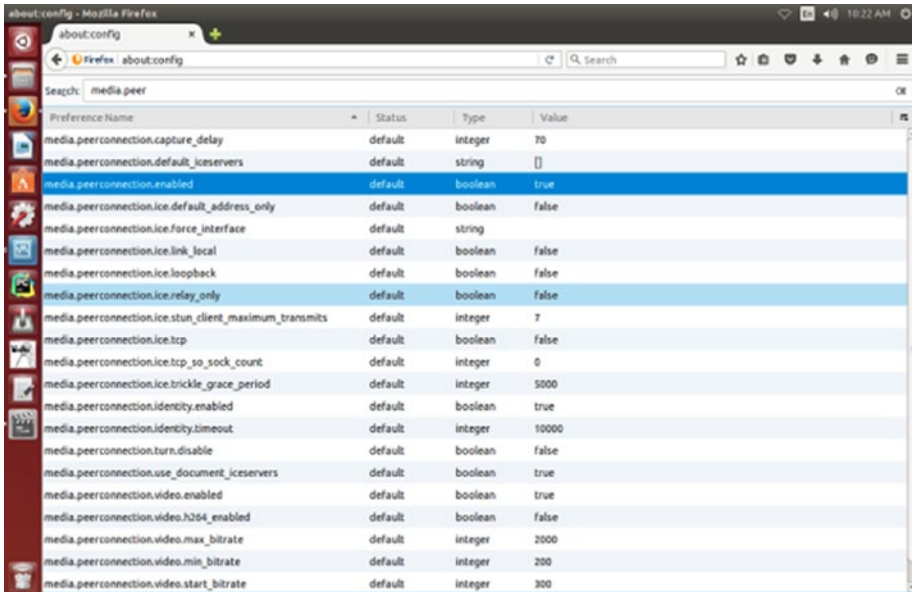 about:config - Mozilla Firefox En 10:22 AM
about:config
Firefox about:config Search
Search: media.peer
Preference Name Status Type Value
media.peerconnection.capture_delay default integer 70
media.peerconnection.default_iceservers default string []
media.peerconnection.enabled default boolean true
media.peerconnection.ice.default_address_only default boolean false
media.peerconnection.ice.force_interface default string
media.peerconnection.ice.link_local default boolean false
media.peerconnection.ice.loopback default boolean false
media.peerconnection.ice.relay_only default boolean false
media.peerconnection.ice.stun_client_maximum_transmits default integer 7
media.peerconnection.ice.tcp default boolean false
media.peerconnection.ice.tcp_so_sock_count default integer 0
media.peerconnection.ice.trickle_grace_period default integer 5000
media.peerconnection.identity.enabled default boolean true
media.peerconnection.identity.timeout default integer 10000
media.peerconnection.turn.disable default boolean false
media.peerconnection.use_document_iceservers default boolean true
media.peerconnection.video.enabled default boolean true
media.peerconnection.video.h264_enabled default boolean false
media.peerconnection.video.max_bitrate default integer 2000
media.peerconnection.video.min_bitrate default integer 200
media.peerconnection.video.start_bitrate default integer 300